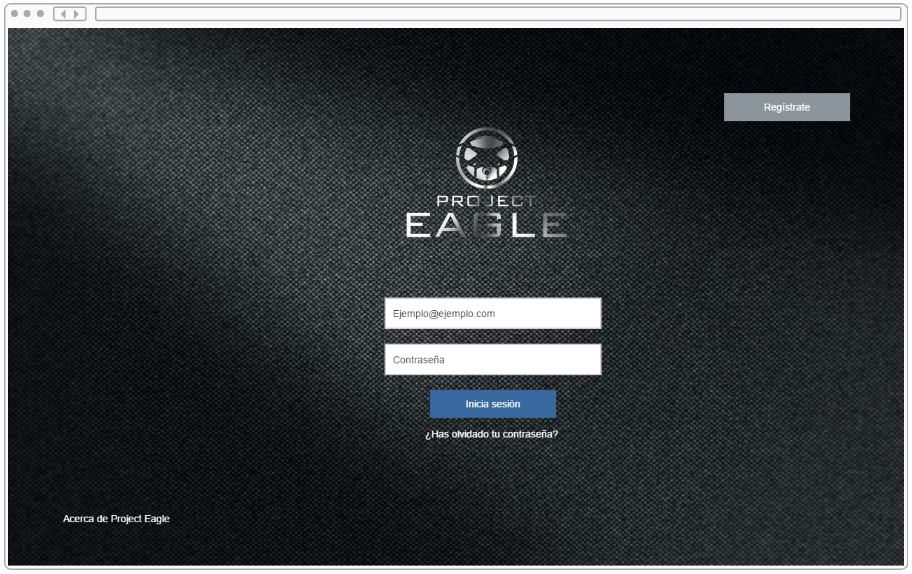 Regístrate
PROJECT
EAGLE
Ejemplo@ejemplo.com
Contraseña
Inicia sesión
¿Has olvidado tu contraseña?
Acerca de Project Eagle